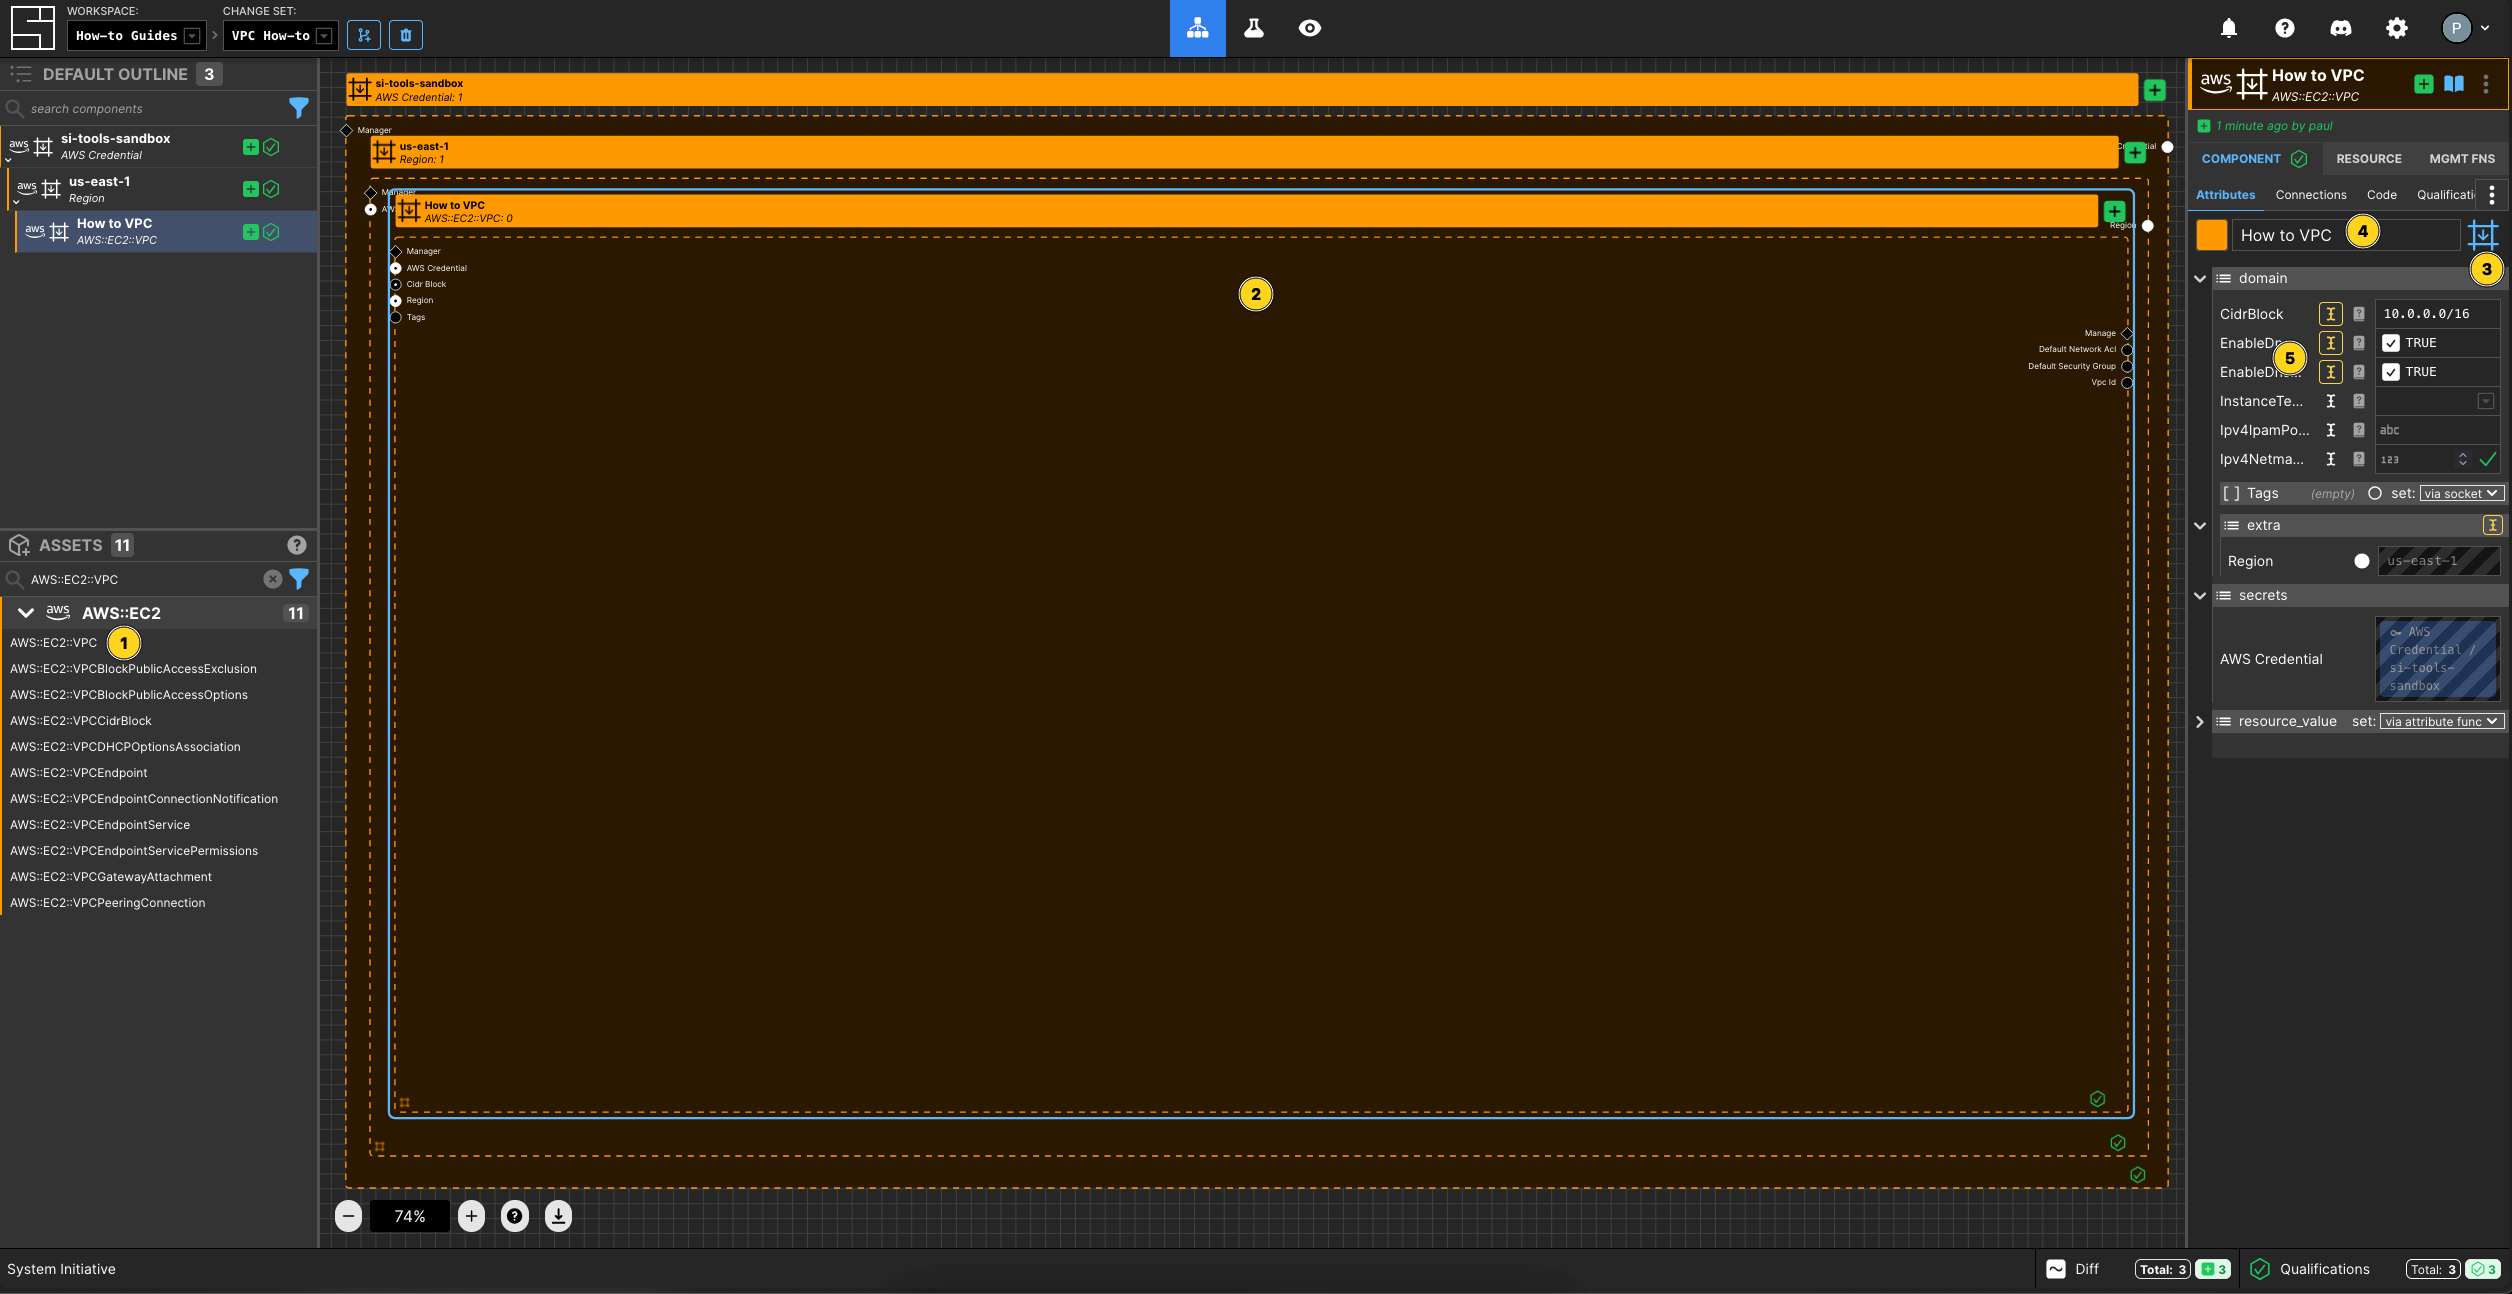 WORKSPACE:
How-to Guides
CHANGE SET:
VPC How-to
P
DEFAULT OUTLINE 3
search components
aws
si-tools-sandbox
AWS Credential
aws
us-east-1
Region
aws
How to VPC
AWS::EC2::VPC
ASSETS 11
AWS::EC2::VPC
aws AWS::EC2 11
AWS::EC2::VPC 1
AWS::EC2::VPCBlockPublicAccessExclusion
AWS::EC2::VPCBlockPublicAccessOptions
AWS::EC2::VPCCidrBlock
AWS::EC2::VPCDHCPOptionsAssociation
AWS::EC2::VPCEndpoint
AWS::EC2::VPCEndpointConnectionNotification
AWS::EC2::VPCEndpointService
AWS::EC2::VPCEndpointServicePermissions
AWS::EC2::VPCGatewayAttachment
AWS::EC2::VPCPeeringConnection
si-tools-sandbox
AWS Credential: 1
Manager
us-east-1
Region: 1
Manager
How to VPC
AWS::EC2::VPC: 0
Region
Manager
AWS Credential
Cidr Block
Region
Tags
2
Manage
Default Network Acl
Default Security Group
Vpc Id
74%
aws
How to VPC
AWS::EC2::VPC
1 minute ago by paul
COMPONENT RESOURCE MGMT FNS
Attributes Connections Code Qualificati
How to VPC 4
3
domain
CidrBlock 10.0.0.0/16
EnableDn TRUE
5
EnableDns... TRUE
InstanceTe...
Ipv4IpamPo... abc
Ipv4Netma... 123
[ ] Tags (empty) set: via socket
extra
Region us-east-1
secrets
AWS Credential
AWS
Credential /
si-tools-
sandbox
resource_value set: via attribute func
System Initiative
Diff Total: 3 3
Qualifications Total: 3 3